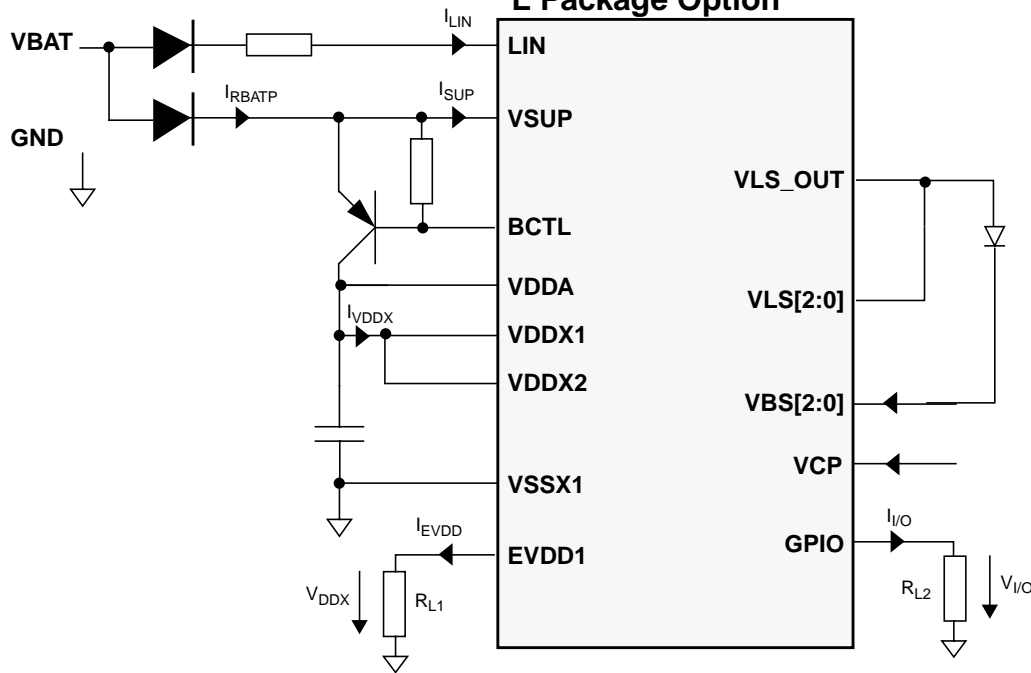 L Package Option
VBAT
I_LIN
LIN
I_RBATP
I_SUP
VSUP
GND
VLS_OUT
BCTL
VDDA
VLS[2:0]
I_VDDX
VDDX1
VDDX2
VBS[2:0]
VCP
VSSX1
I_EVDD
EVDD1
I_I/O
GPIO
V_DDX
R_L1
R_L2
V_I/O